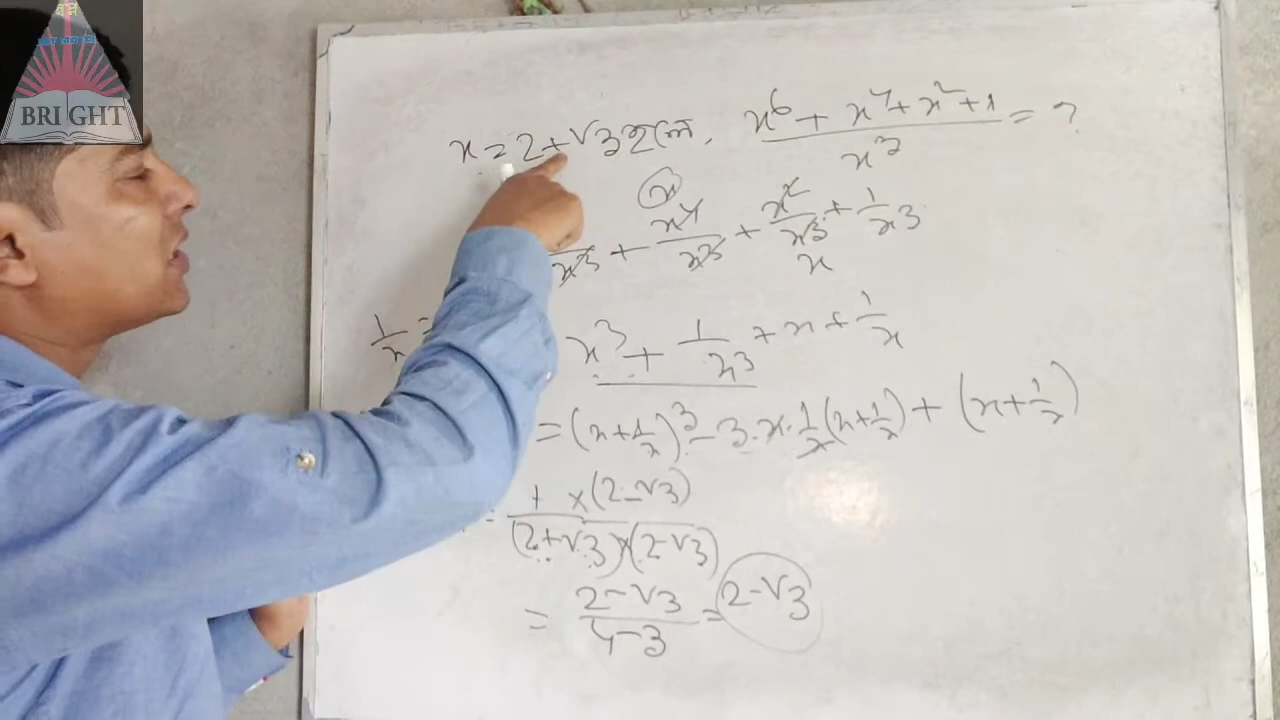 BRIGHT
x = 2 + √3 হলে, x⁶ + x⁴ + x² + 1 / x³ = ?
x³ + x⁴/x³ + x²/x³ + 1/x³
x
x
1/x =
x³ + 1/x³ + x + 1/x
= (x + 1/x)³ - 3.x.1/x(x + 1/x) + (x + 1/x)
= 1 × (2 - √3) / (2 + √3) × (2 - √3)
= 2 - √3 / 4 - 3 = 2 - √3